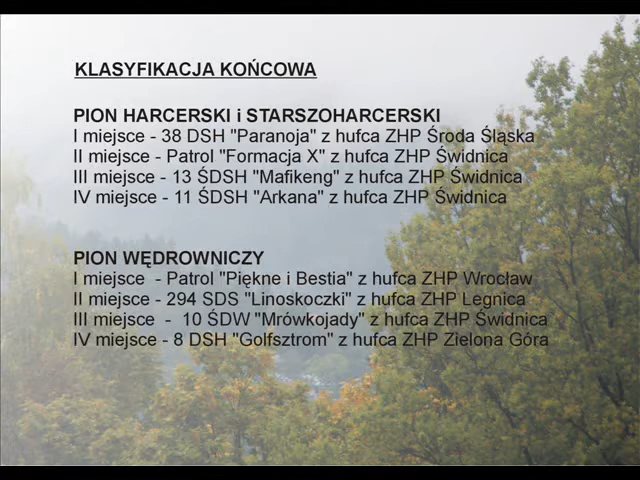 KLASYFIKACJA KOŃCOWA
PION HARCERSKI i STARSZOHARCERSKI
I miejsce - 38 DSH "Paranoja" z hufca ZHP Środa Śląska
II miejsce - Patrol "Formacja X" z hufca ZHP Świdnica
III miejsce - 13 ŚDSH "Mafikeng" z hufca ZHP Świdnica
IV miejsce - 11 ŚDSH "Arkana" z hufca ZHP Świdnica
PION WĘDROWNICZY
I miejsce - Patrol "Piękne i Bestia" z hufca ZHP Wrocław
II miejsce - 294 SDS "Linoskoczki" z hufca ZHP Legnica
III miejsce - 10 ŚDW "Mrówkojady" z hufca ZHP Świdnica
IV miejsce - 8 DSH "Golfsztrom" z hufca ZHP Zielona Góra